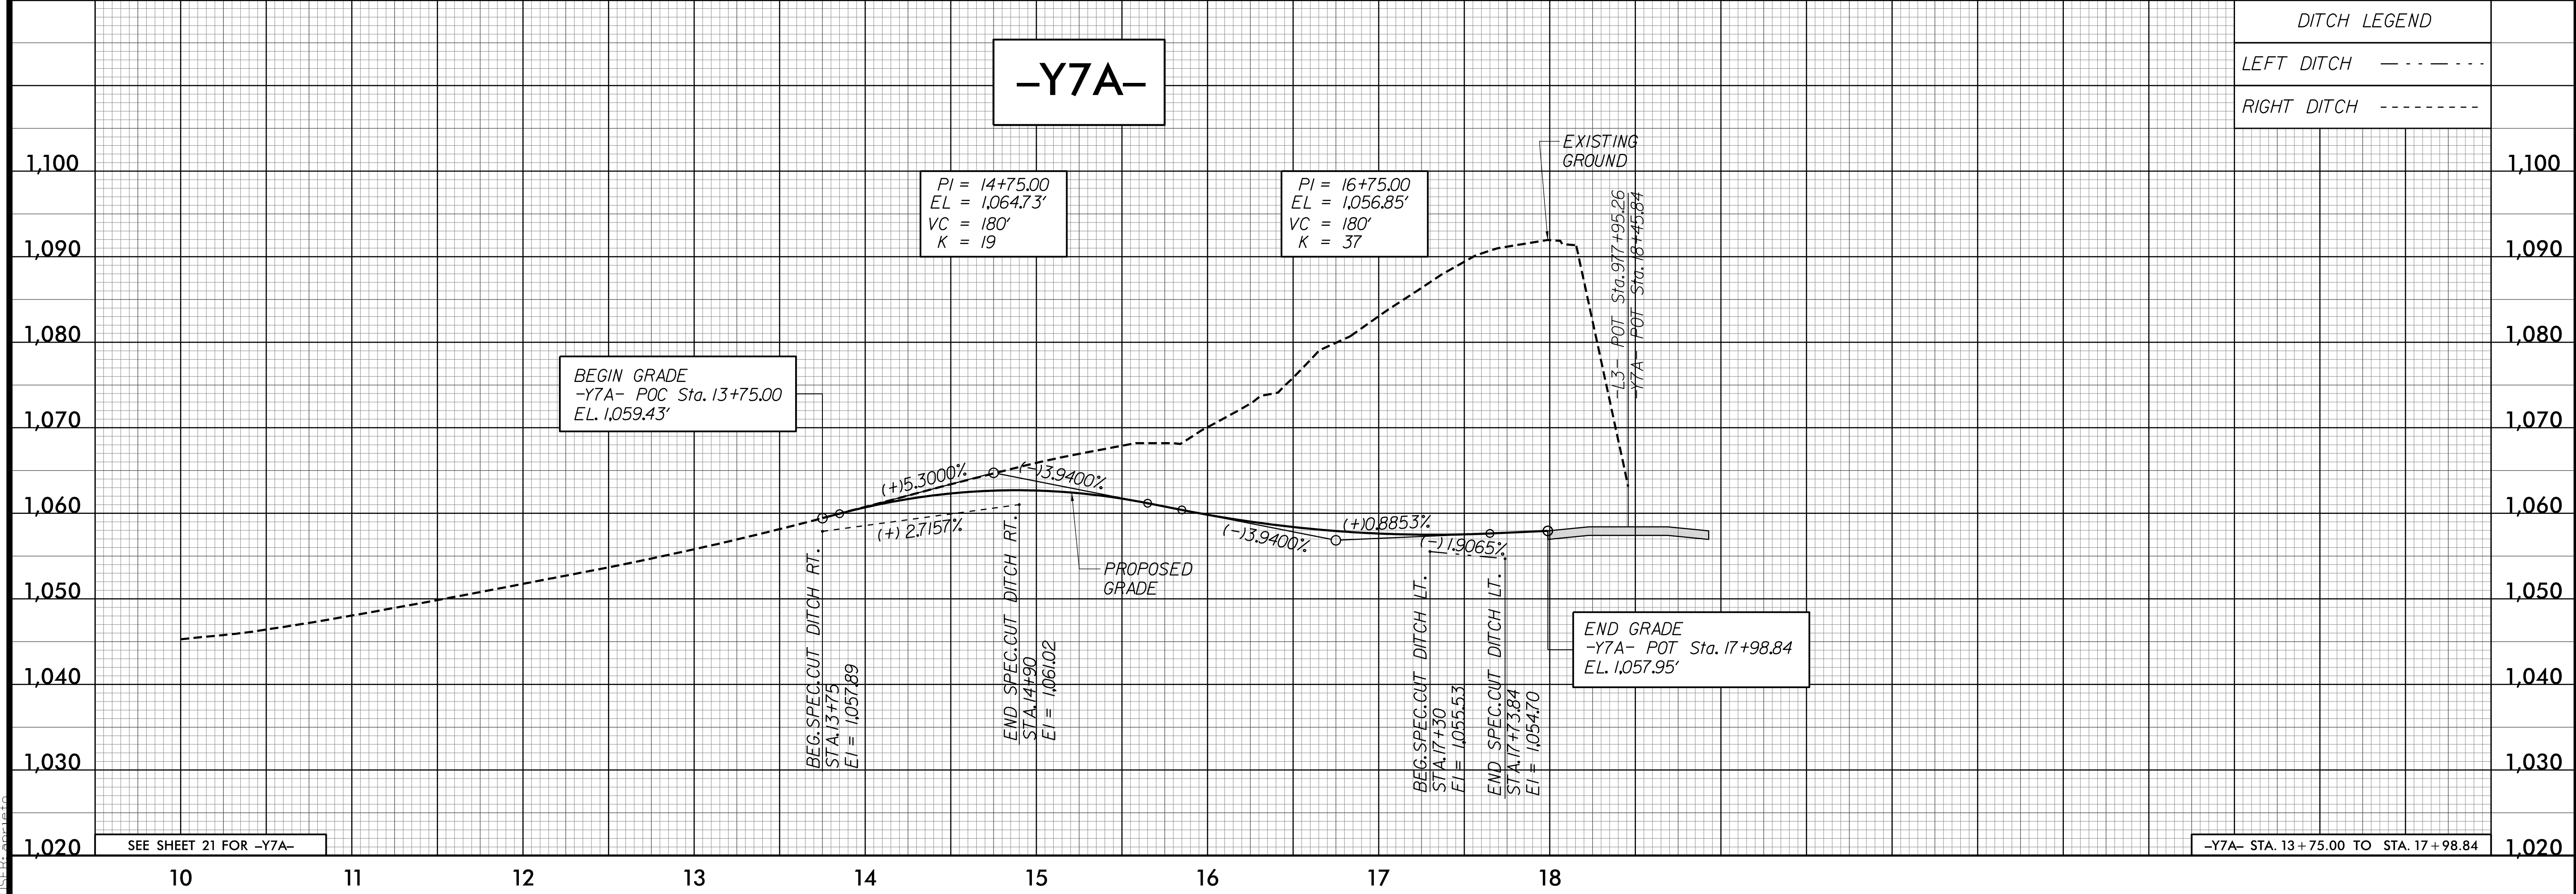 DITCH LEGEND
LEFT DITCH
RIGHT DITCH
–Y7A–
1,100
1,090
1,080
1,070
1,060
1,050
1,040
1,030
1,020
1,100
1,090
1,080
1,070
1,060
1,050
1,040
1,030
1,020
PI = 14+75.00
EL = 1,064.73'
VC = 180'
K = 19
PI = 16+75.00
EL = 1,056.85'
VC = 180'
K = 37
EXISTING
GROUND
-L3- POT Sta. 977+95.26
-Y7A- POT Sta. 18+45.84
BEGIN GRADE
-Y7A- POC Sta. 13+75.00
EL. 1,059.43'
(+)5.3000%
(-)3.9400%
(+) 2.7157%
(-)3.9400%
(+)0.8853%
(-)1.9065%
PROPOSED
GRADE
BEG.SPEC.CUT DITCH RT.
STA.13+75
El = 1,057.89
END SPEC.CUT DITCH RT.
STA.14+90
El = 1,061.02
BEG.SPEC.CUT DITCH LT.
STA.17+30
El = 1,055.53
END SPEC.CUT DITCH LT.
STA.17+73.84
El = 1,054.70
END GRADE
-Y7A- POT Sta. 17+98.84
EL. 1,057.95'
SEE SHEET 21 FOR –Y7A–
–Y7A– STA. 13+75.00 TO STA. 17+98.84
10 11 12 13 14 15 16 17 18